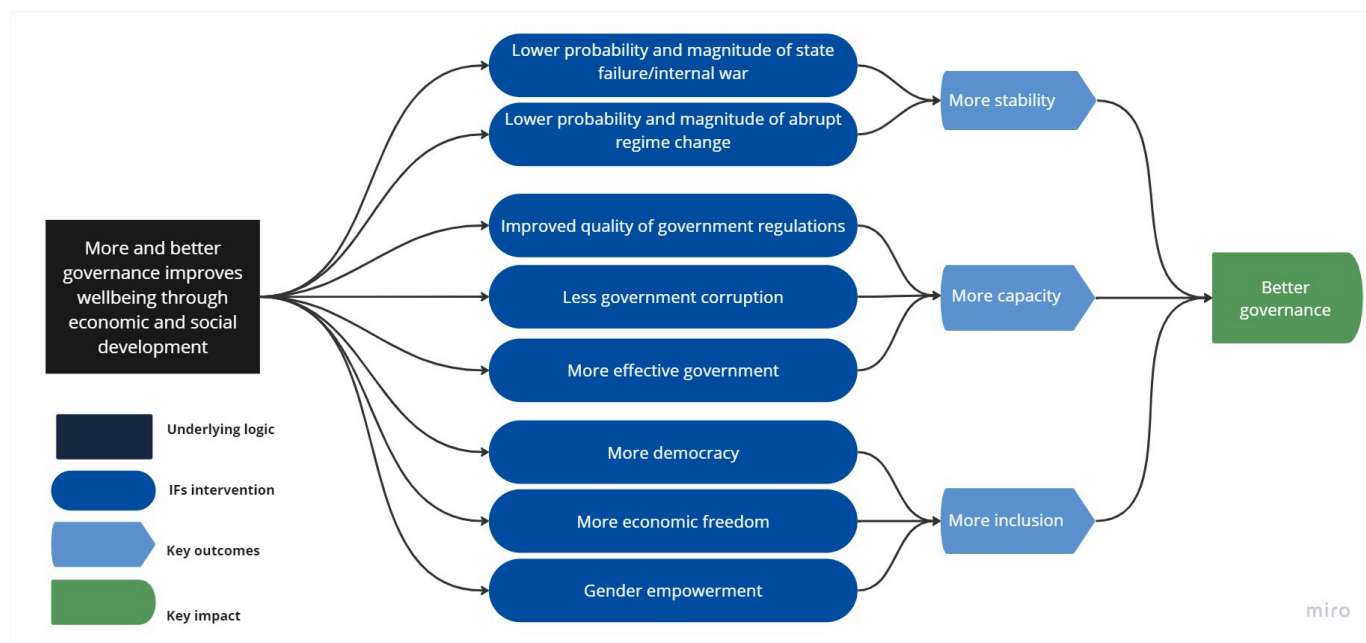 Lower probability and magnitude of state
failure/internal war
Lower probability and magnitude of abrupt
regime change
More stability
More and better
governance improves
wellbeing through
economic and social
development
Improved quality of government regulations
Less government corruption
More effective government
More capacity
Better
governance
More democracy
More economic freedom
Gender empowerment
More inclusion
Underlying logic
IFs intervention
Key outcomes
Key impact
miro